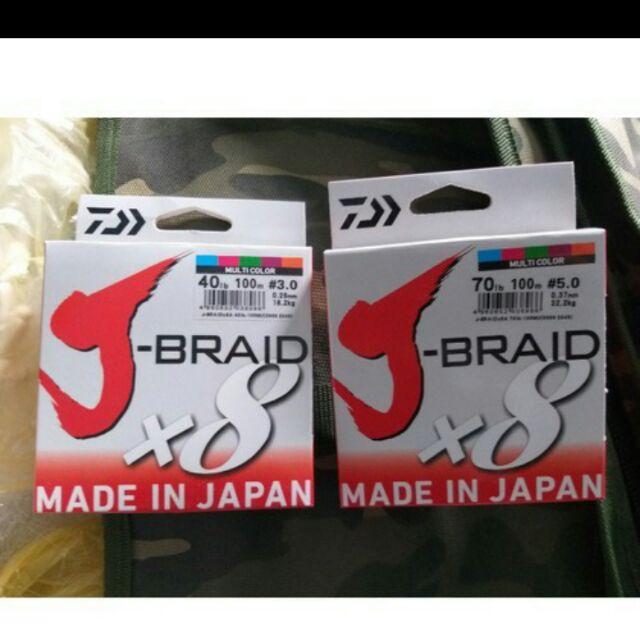 MULTI COLOR
40lb 100m #3.0
0.28mm
18.2kg
J-BRAID
x8
MADE IN JAPAN
MULTI COLOR
70lb 100m #5.0
0.37mm
32.2kg
J-BRAID
x8
MADE IN JAPAN